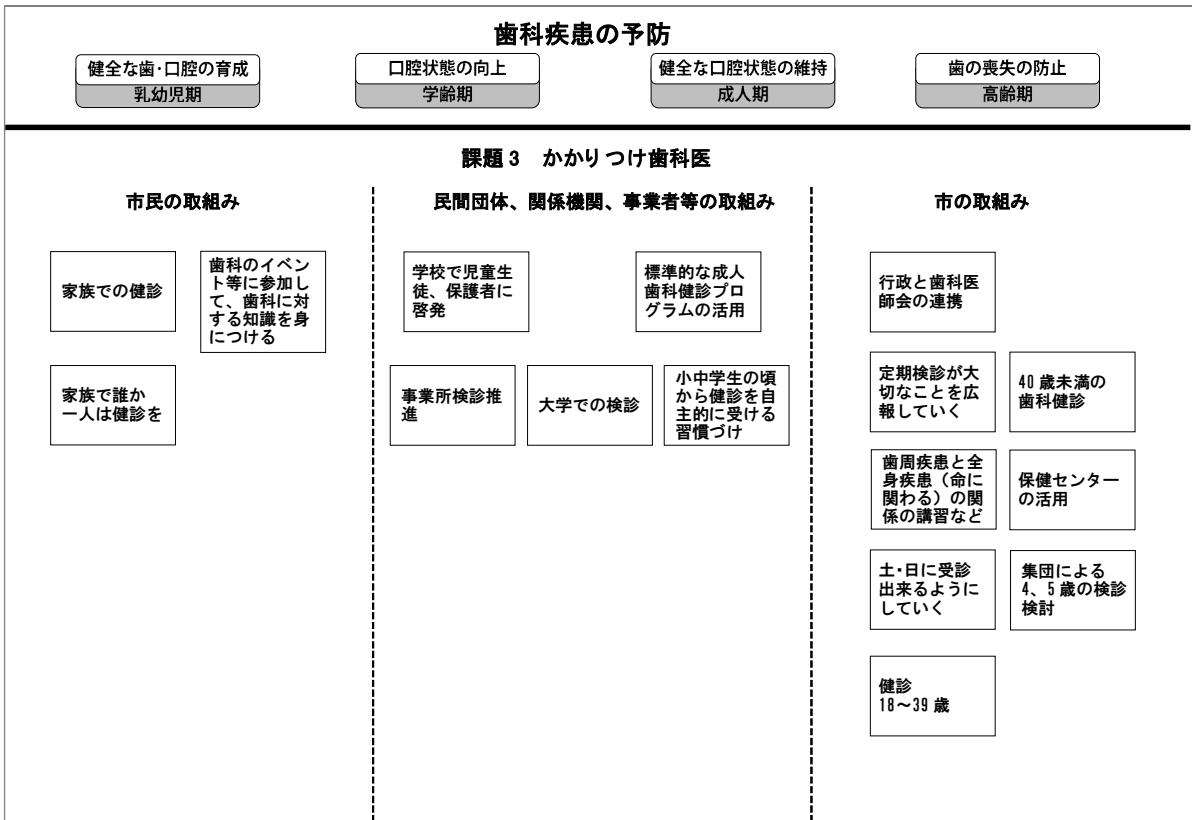 歯科疾患の予防
健全な歯・口腔の育成
乳幼児期
口腔状態の向上
学齢期
健全な口腔状態の維持
成人期
歯の喪失の防止
高齢期
課題3 かかりつけ歯科医
市民の取組み
家族での健診
歯科のイベン
ト等に参加し
て、歯科に対
する知識を身
につける
家族で誰か
一人は健診を
民間団体、関係機関、事業者等の取組み
学校で児童生
徒、保護者に
啓発
標準的な成人
歯科健診プロ
グラムの活用
事業所検診推
進
大学での検診
小中学生の頃
から健診を自
主的に受ける
習慣づけ
市の取組み
行政と歯科医
師会の連携
定期検診が大
切なことを広
報していく
40歳未満の
歯科健診
歯周疾患と全
身疾患（命に
関わる）の関
係の講習など
保健センター
の活用
土・日に受診
出来るように
していく
集団による
4、5歳の検診
検討
健診
18～39歳